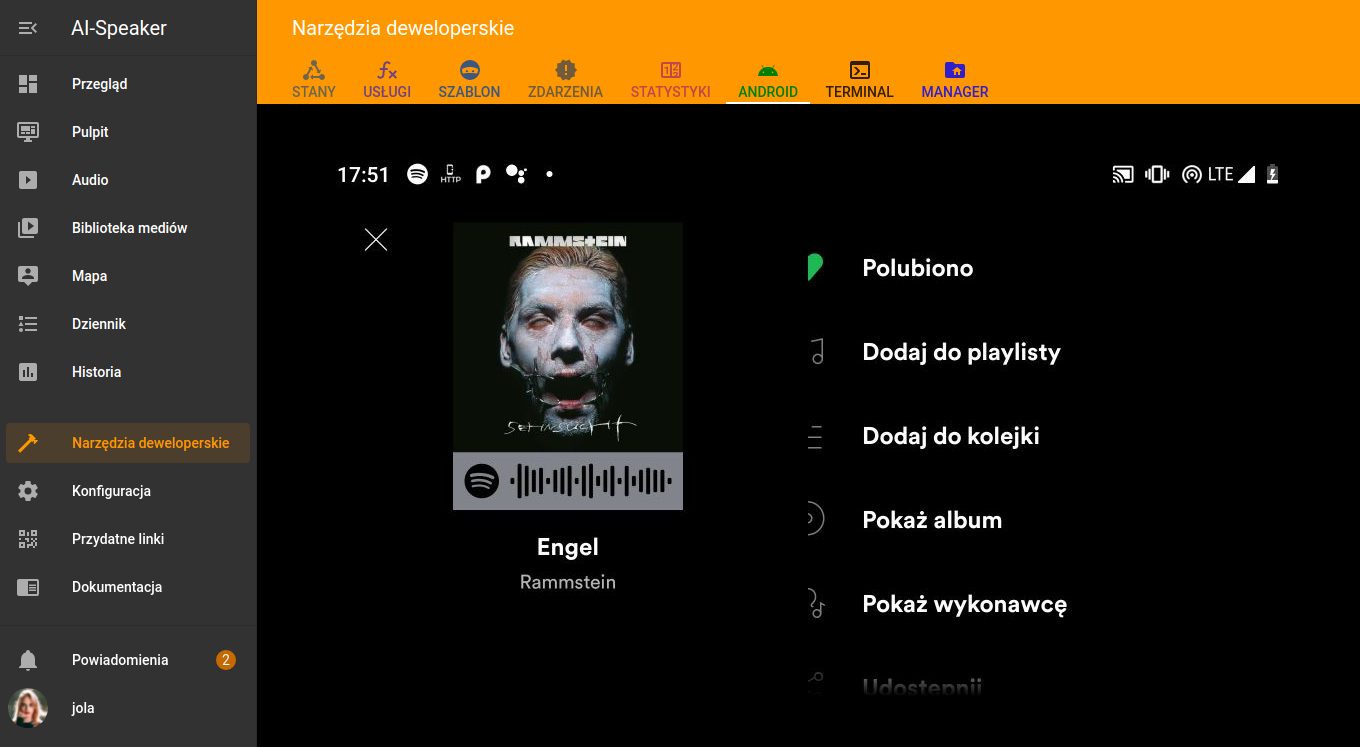 AI-Speaker
Przegląd
Pulpit
Audio
Biblioteka mediów
Mapa
Dziennik
Historia
Narzędzia deweloperskie
Konfiguracja
Przydatne linki
Dokumentacja
Powiadomienia 2
jola
Narzędzia deweloperskie
STANY USŁUGI SZABLON ZDARZENIA STATYSTYKI ANDROID TERMINAL MANAGER
17:51 HTTP LTE
RAMMSTEIN
SEHNSUCHT
Engel
Rammstein
Polubiono
Dodaj do playlisty
Dodaj do kolejki
Pokaż album
Pokaż wykonawcę
Udostępnij